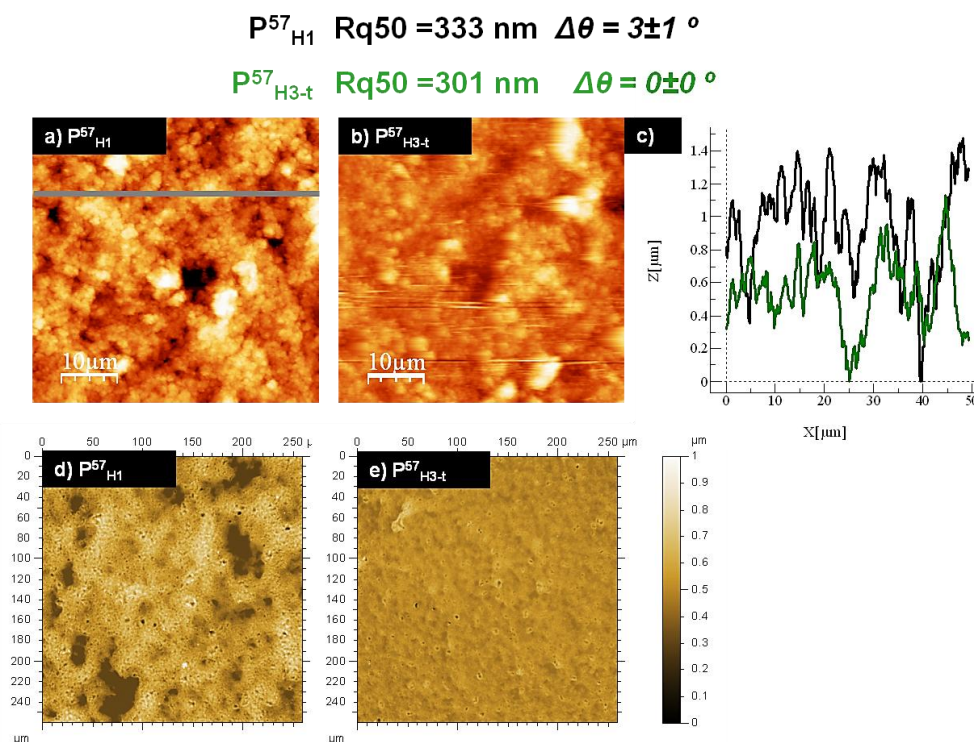 P⁵⁷H1 Rq50 =333 nm Δθ = 3±1 º
P⁵⁷H3-t Rq50 =301 nm Δθ = 0±0 º
a) P⁵⁷H1
b) P⁵⁷H3-t
c)
10µm
10µm
Z[µm]
1.4
1.2
1
0.8
0.6
0.4
0.2
0
0 10 20 30 40 50
X[µm]
0 50 100 150 200 250 µm
0 50 100 150 200 250 µm
µm
d) P⁵⁷H1
e) P⁵⁷H3-t
0
20
40
60
80
100
120
140
160
180
200
220
240
µm
0
20
40
60
80
100
120
140
160
180
200
220
240
µm
1
0.9
0.8
0.7
0.6
0.5
0.4
0.3
0.2
0.1
0